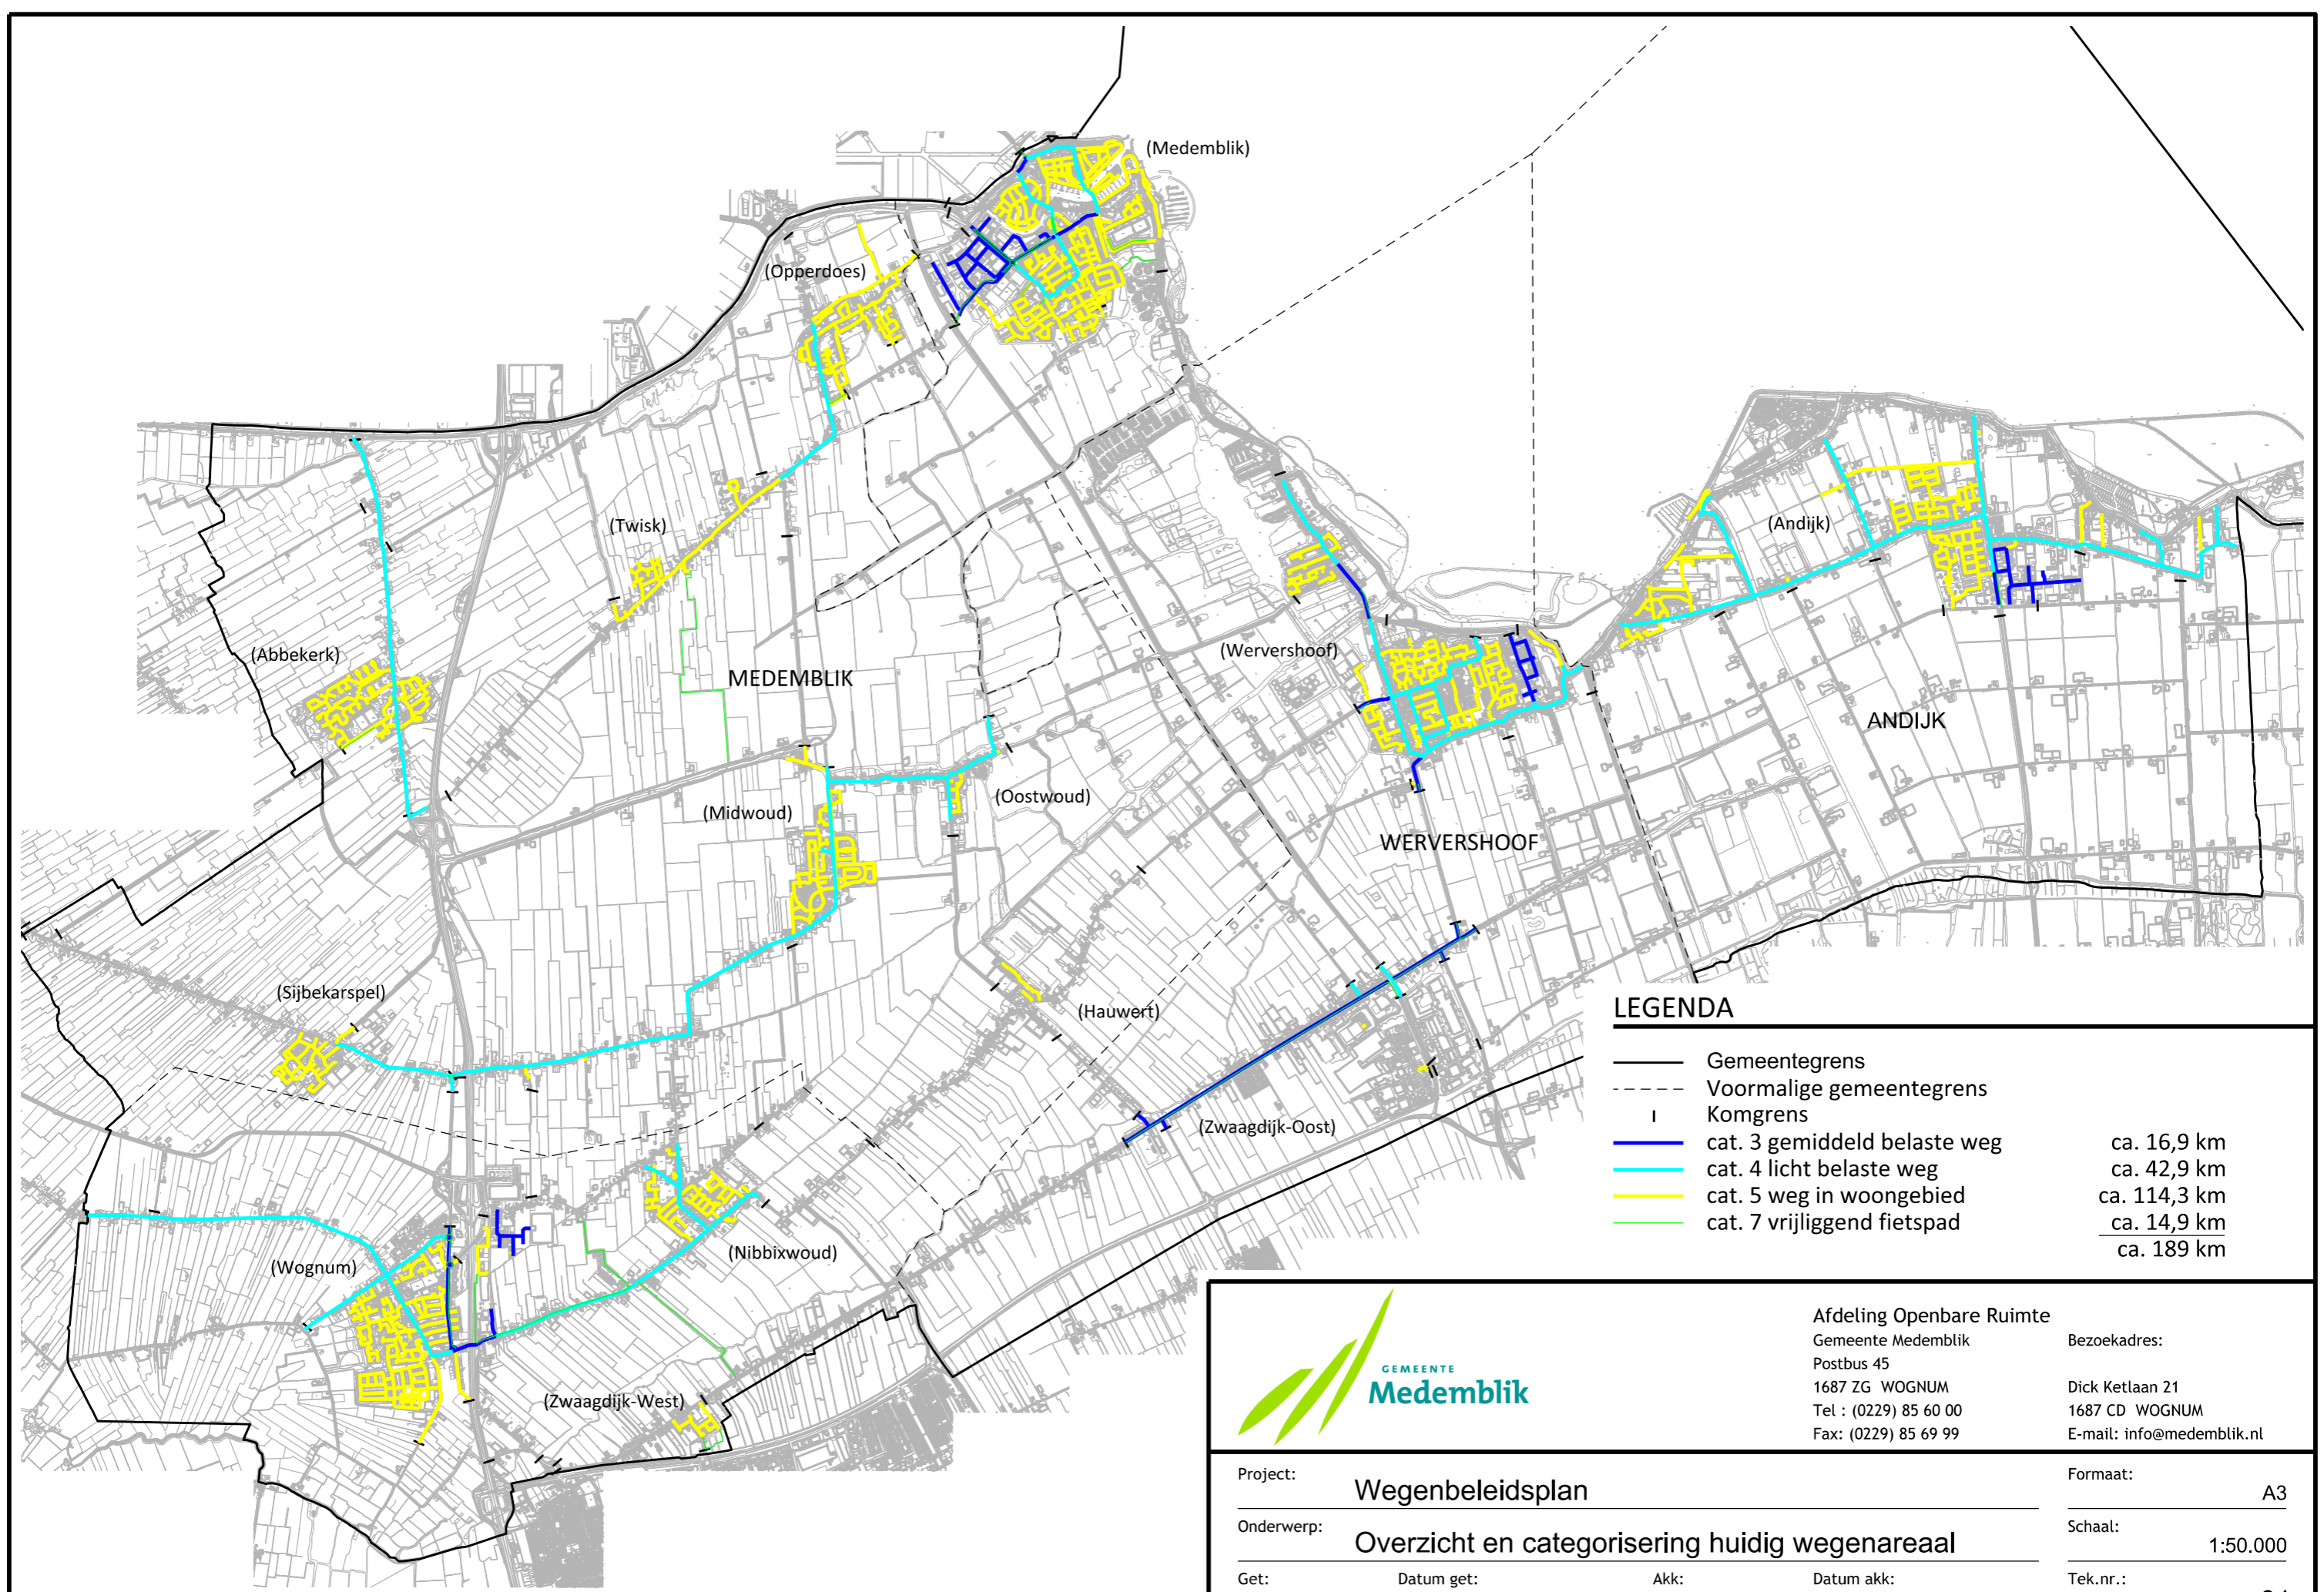 (Medemblik)
(Opperdoes)
(Twisk)
(Andijk)
(Abbekerk)
(Wervershoof)
MEDEMBLIK
ANDIJK
(Midwoud)
(Oostwoud)
WERVERSHOOF
(Sijbekarspel)
(Hauwert)
(Zwaagdijk-Oost)
(Nibbixwoud)
(Wognum)
(Zwaagdijk-West)
LEGENDA
Gemeentegrens
Voormalige gemeentegrens
Komgrens
cat. 3 gemiddeld belaste weg ca. 16,9 km
cat. 4 licht belaste weg ca. 42,9 km
cat. 5 weg in woongebied ca. 114,3 km
cat. 7 vrijliggend fietspad ca. 14,9 km
ca. 189 km
GEMEENTE
Medemblik
Afdeling Openbare Ruimte
Gemeente Medemblik Bezoekadres:
Postbus 45
1687 ZG WOGNUM Dick Ketlaan 21
Tel : (0229) 85 60 00 1687 CD WOGNUM
Fax: (0229) 85 69 99 E-mail: info@medemblik.nl
Project: Wegenbeleidsplan Formaat: A3
Onderwerp: Overzicht en categorisering huidig wegenareaal Schaal: 1:50.000
Get: Datum get: Akk: Datum akk: Tek.nr.: